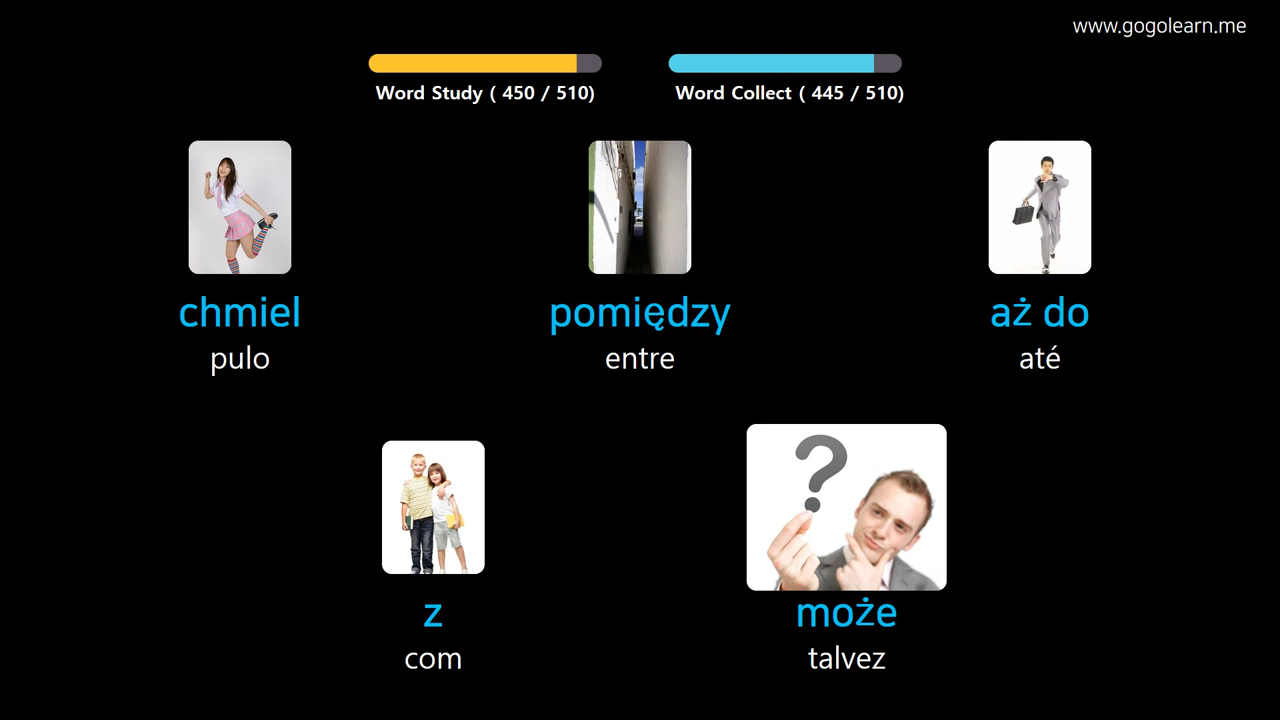 www.gogolearn.me
Word Study ( 450 / 510)
Word Collect ( 445 / 510)
chmiel
pulo
pomiędzy
entre
aż do
até
z
com
może
talvez